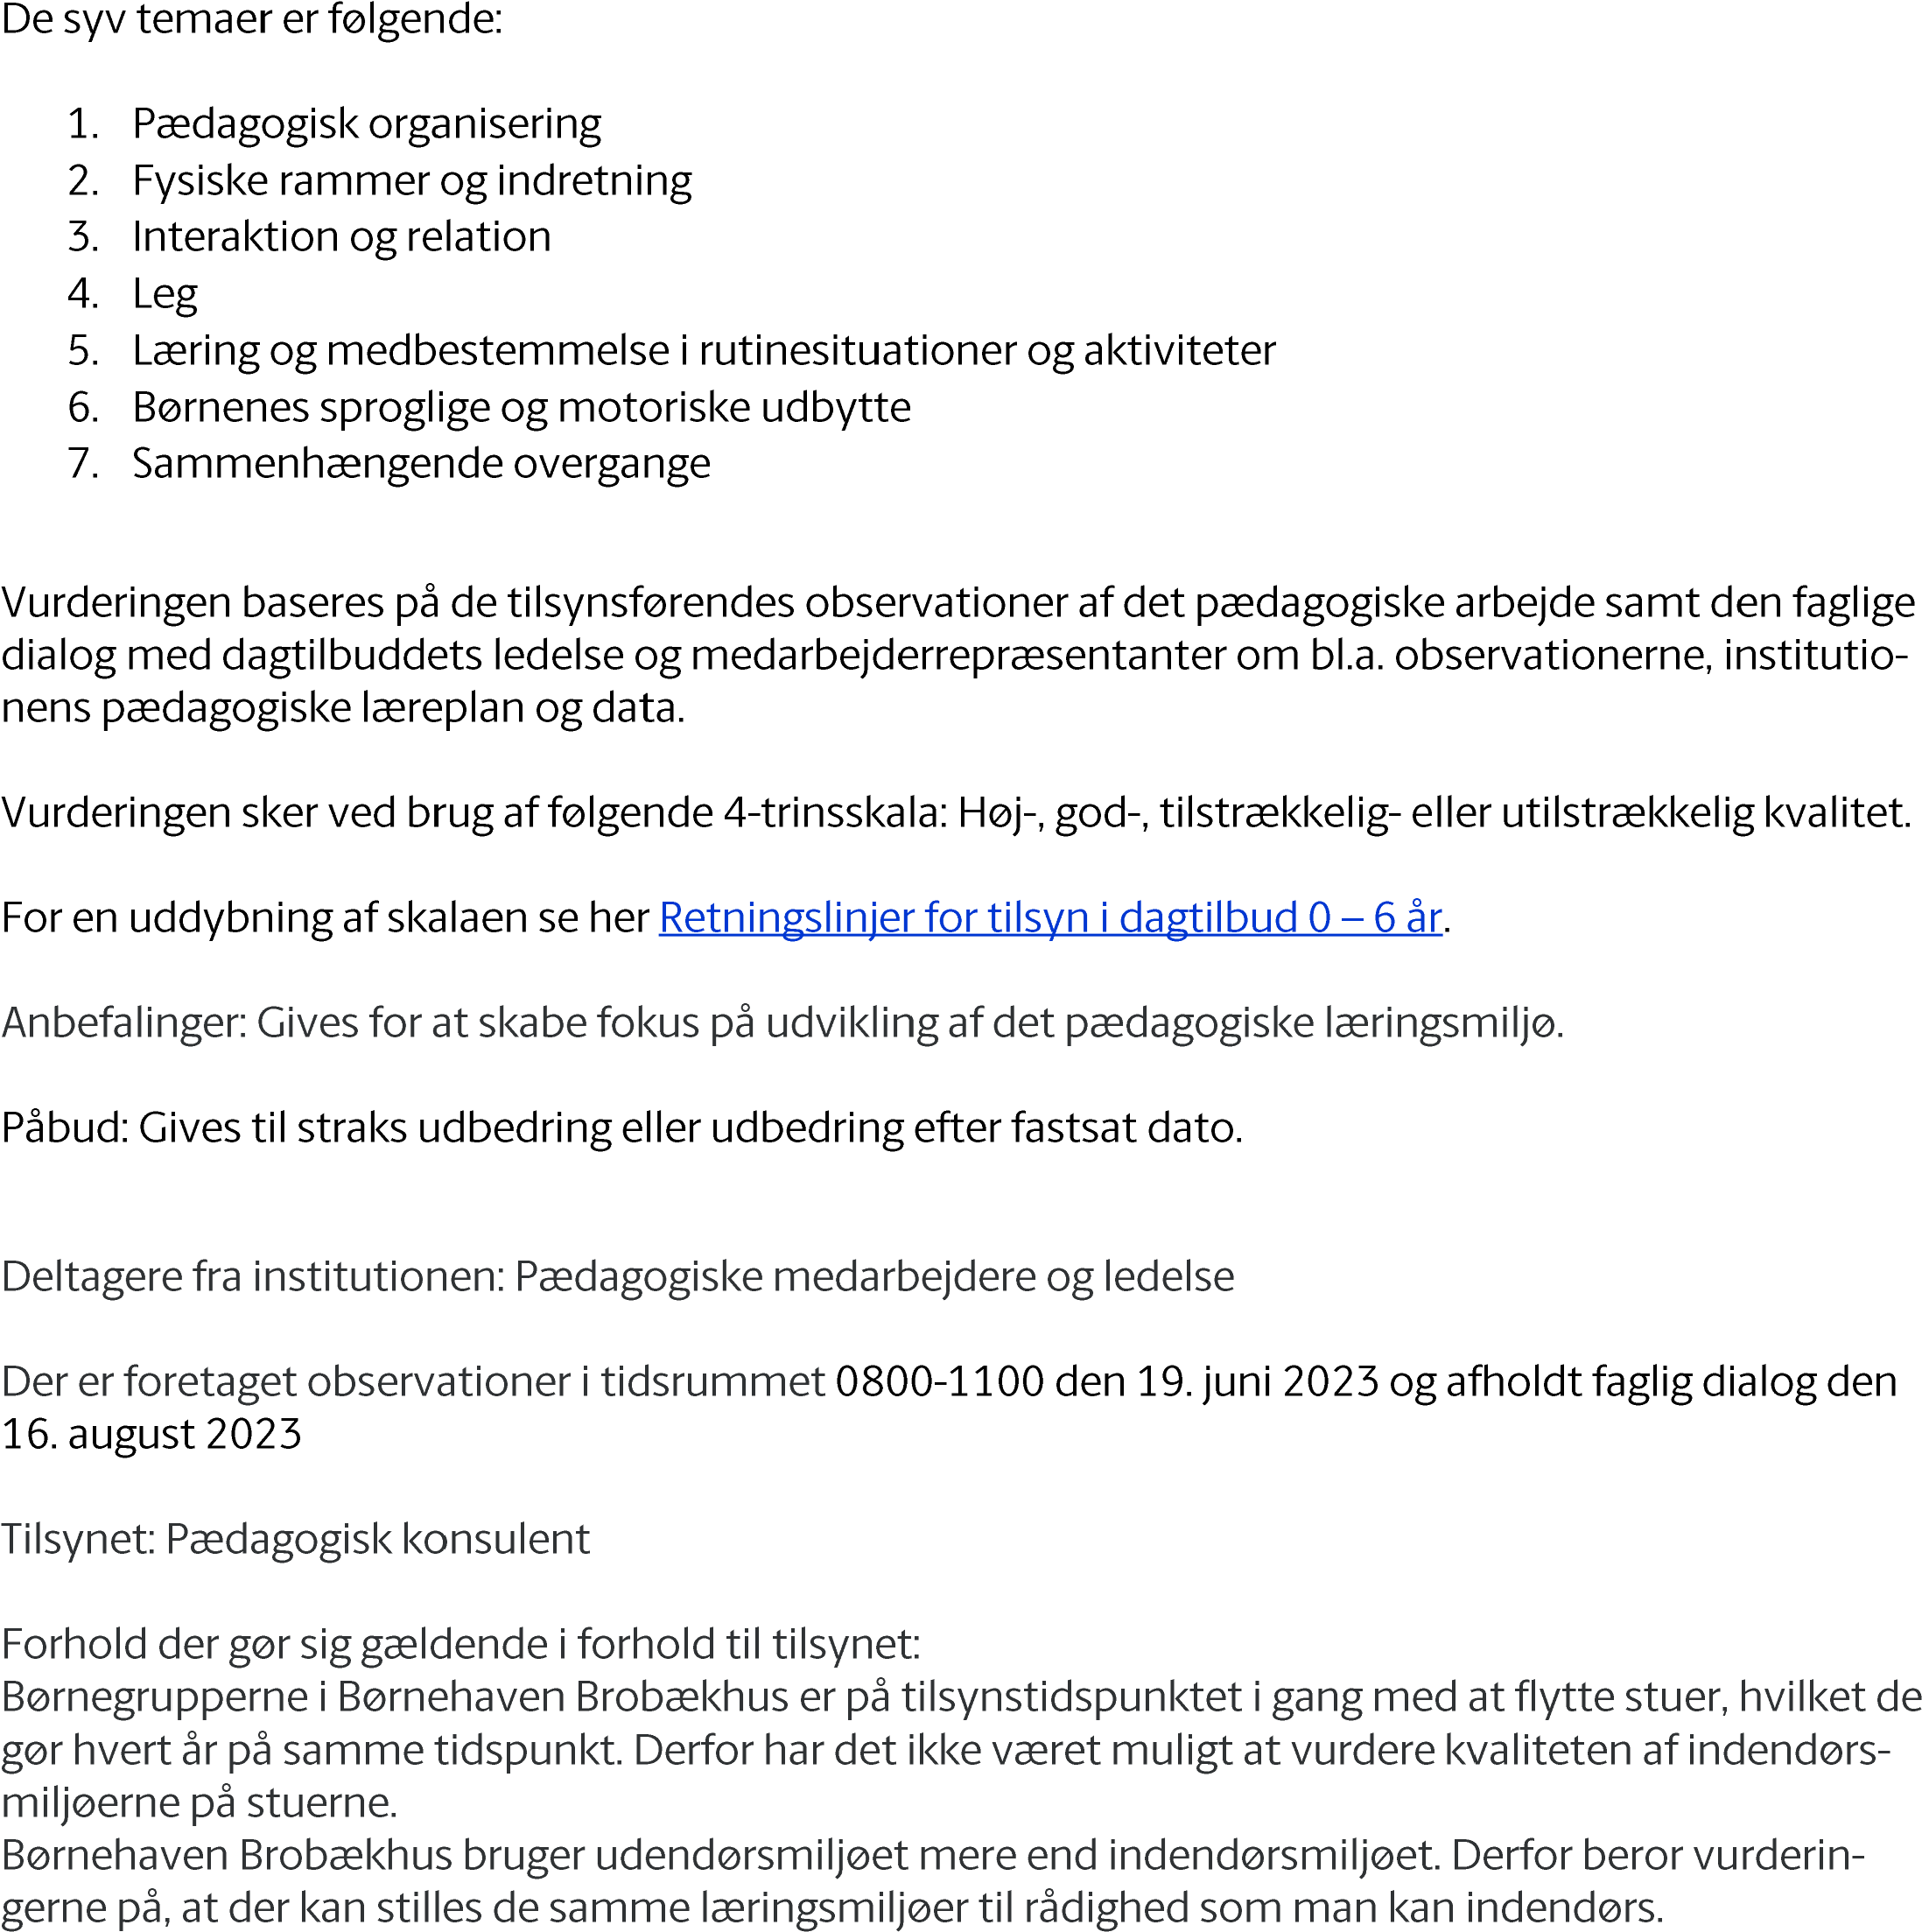 De syv temaer er følgende:
1. Pædagogisk organisering
2. Fysiske rammer og indretning
3. Interaktion og relation
4. Leg
5. Læring og medbestemmelse i rutinesituationer og aktiviteter
6. Børnenes sproglige og motoriske udbytte
7. Sammenhængende overgange
Vurderingen baseres på de tilsynsførendes observationer af det pædagogiske arbejde samt den faglige
dialog med dagtilbuddets ledelse og medarbejderrepræsentanter om bl.a. observationerne, institutio-
nens pædagogiske læreplan og data.
Vurderingen sker ved brug af følgende 4-trinsskala: Høj-, god-, tilstrækkelig- eller utilstrækkelig kvalitet.
For en uddybning af skalaen se her Retningslinjer for tilsyn i dagtilbud 0 – 6 år.
Anbefalinger: Gives for at skabe fokus på udvikling af det pædagogiske læringsmiljø.
Påbud: Gives til straks udbedring eller udbedring efter fastsat dato.
Deltagere fra institutionen: Pædagogiske medarbejdere og ledelse
Der er foretaget observationer i tidsrummet 0800-1100 den 19. juni 2023 og afholdt faglig dialog den
16. august 2023
Tilsynet: Pædagogisk konsulent
Forhold der gør sig gældende i forhold til tilsynet:
Børnegrupperne i Børnehaven Brobækhus er på tilsynstidspunktet i gang med at flytte stuer, hvilket de
gør hvert år på samme tidspunkt. Derfor har det ikke været muligt at vurdere kvaliteten af indendørs-
miljøerne på stuerne.
Børnehaven Brobækhus bruger udendørsmiljøet mere end indendørsmiljøet. Derfor beror vurderin-
gerne på, at der kan stilles de samme læringsmiljøer til rådighed som man kan indendørs.